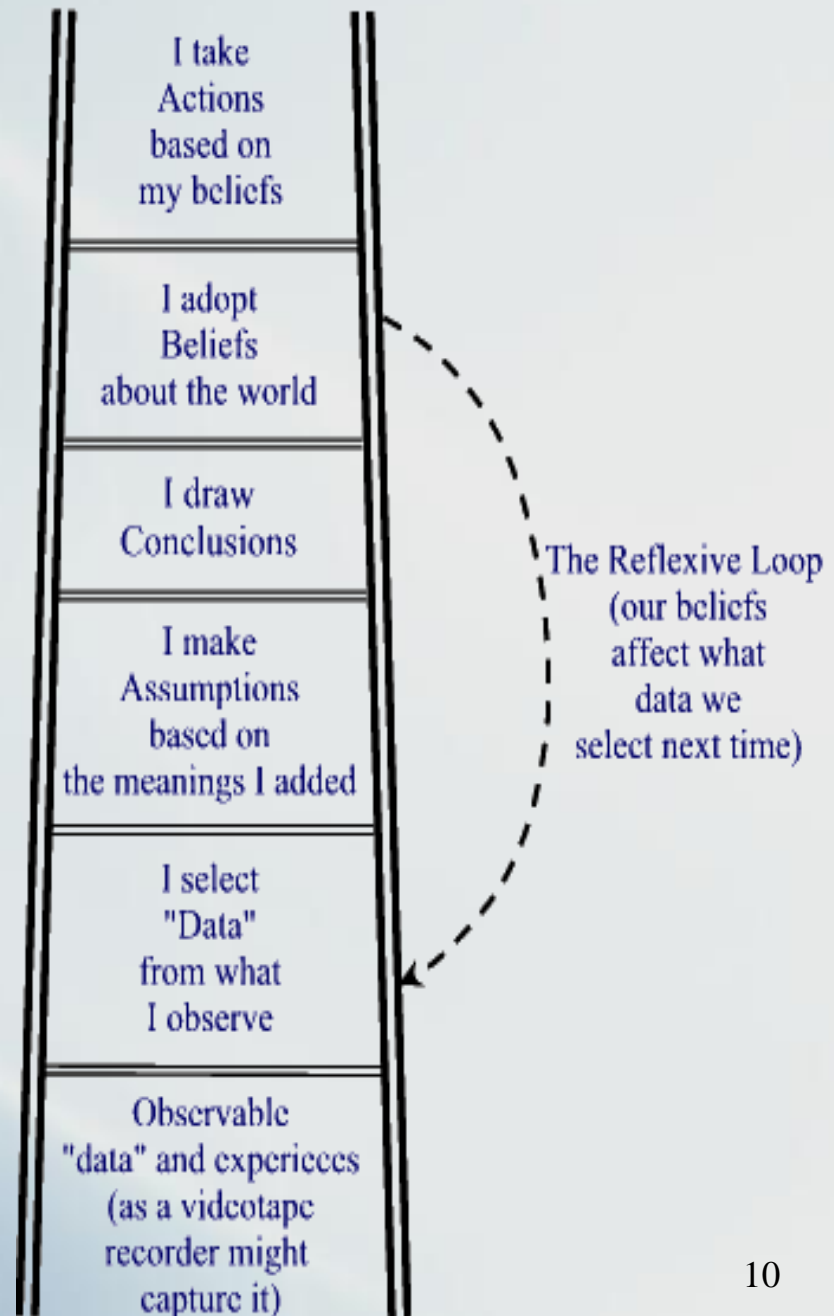 I take
Actions
based on
my beliefs
I adopt
Beliefs
about the world
I draw
Conclusions
I make
Assumptions
based on
the meanings I added
I select
"Data"
from what
I observe
Observable
"data" and experieces
(as a videotape
recorder might
capture it)
The Reflexive Loop
(our beliefs
affect what
data we
select next time)
10